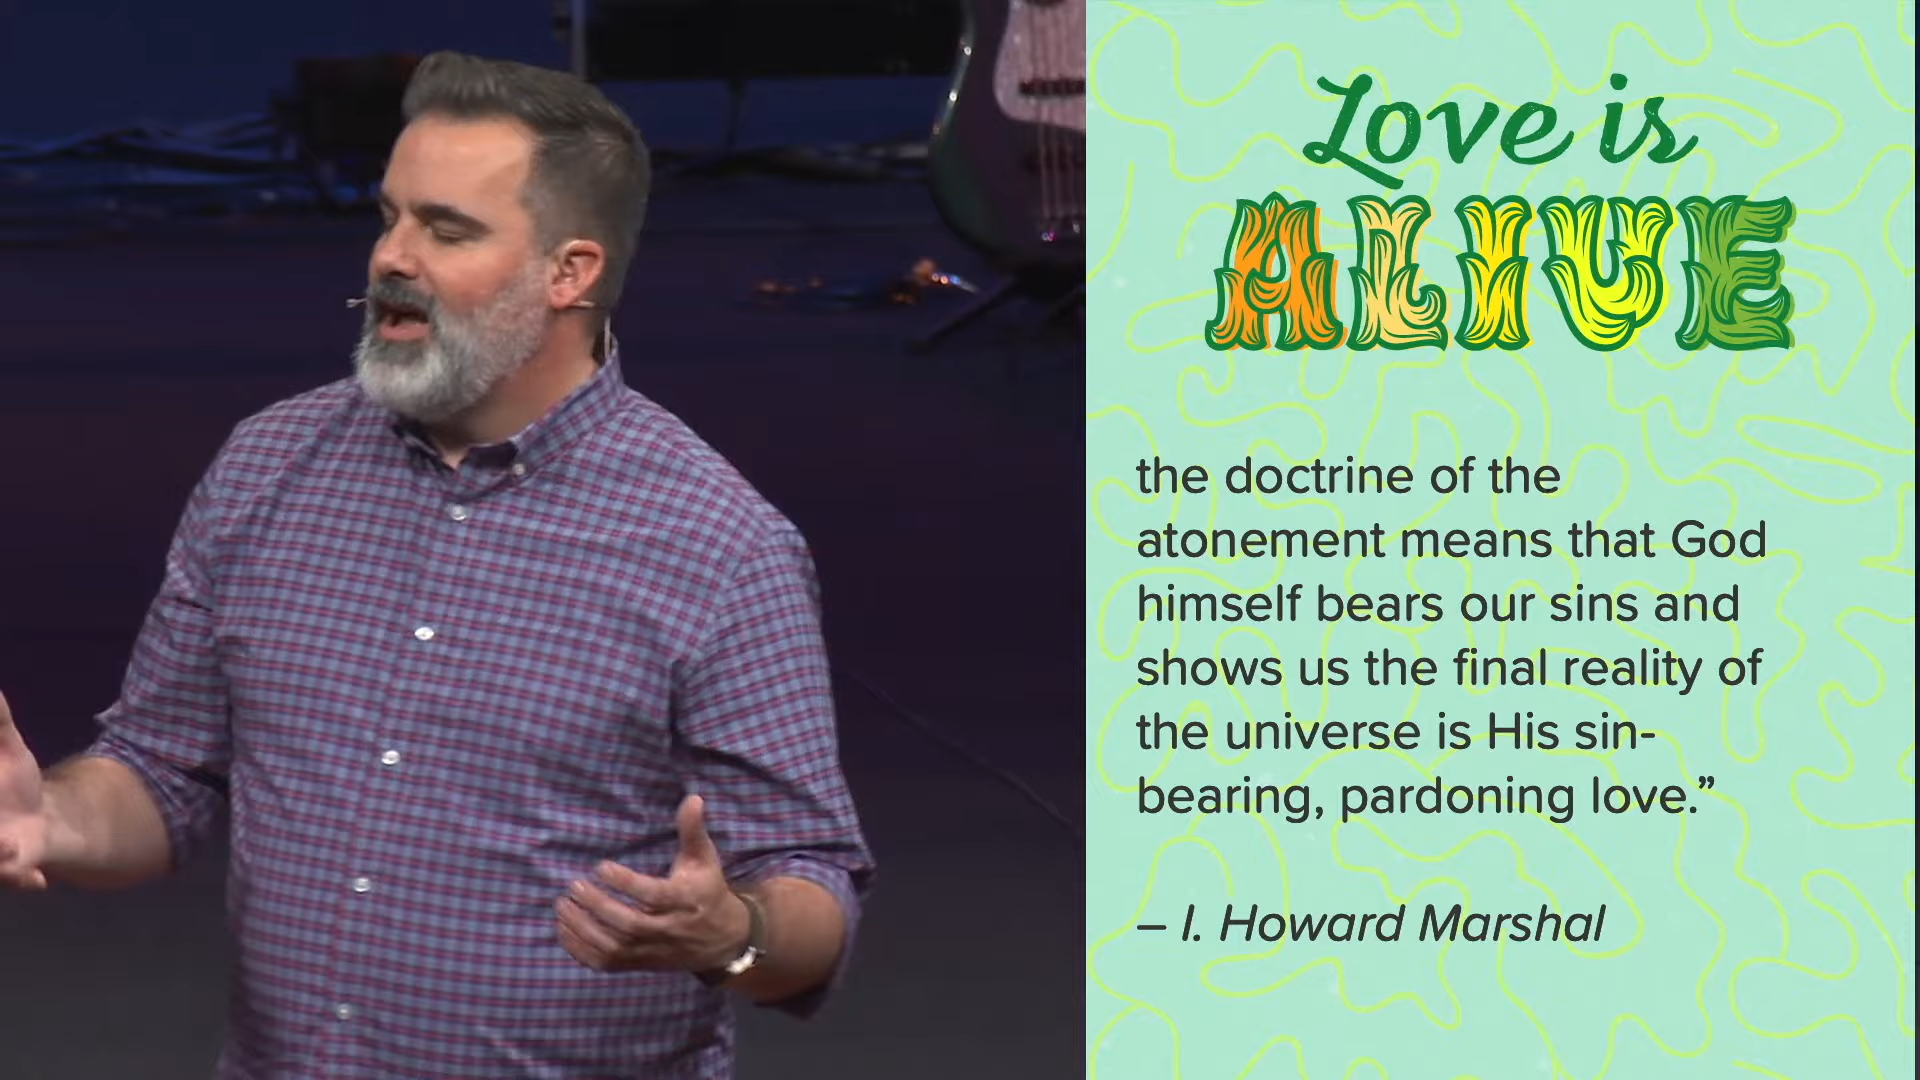 Love is
ALIVE
the doctrine of the
atonement means that God
himself bears our sins and
shows us the final reality of
the universe is His sin-
bearing, pardoning love.”
– I. Howard Marshal